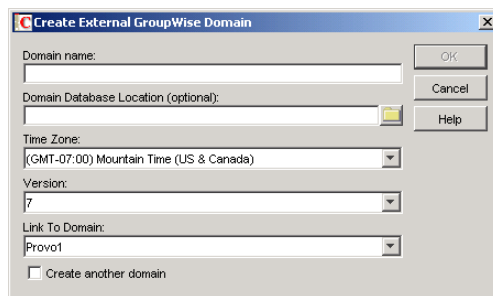 Create External GroupWise Domain
Domain name:
OK
Domain Database Location (optional):
Cancel
Help
Time Zone:
(GMT-07:00) Mountain Time (US & Canada)
Version:
7
Link To Domain:
Provo1
Create another domain